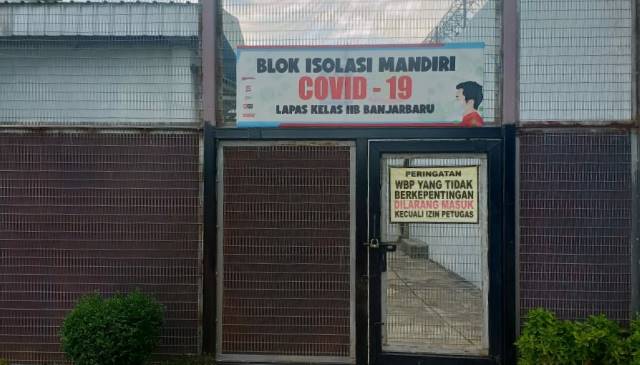 BLOK ISOLASI MANDIRI
COVID - 19
LAPAS KELAS IIB BANJARBARU
PERINGATAN
WBP YANG TIDAK
BERKEPENTINGAN
DILARANG MASUK
KECUALI IZIN PETUGAS